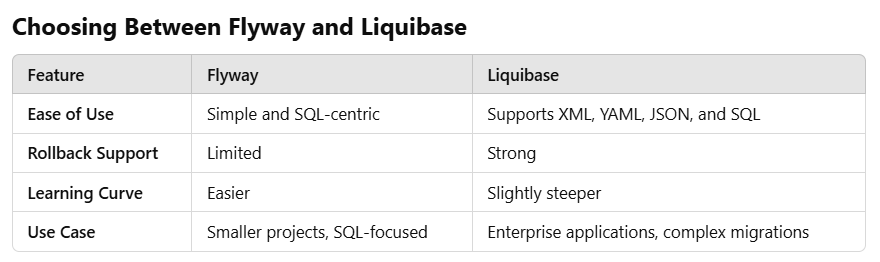 Choosing Between Flyway and Liquibase
Feature Flyway Liquibase
Ease of Use Simple and SQL-centric Supports XML, YAML, JSON, and SQL
Rollback Support Limited Strong
Learning Curve Easier Slightly steeper
Use Case Smaller projects, SQL-focused Enterprise applications, complex migrations